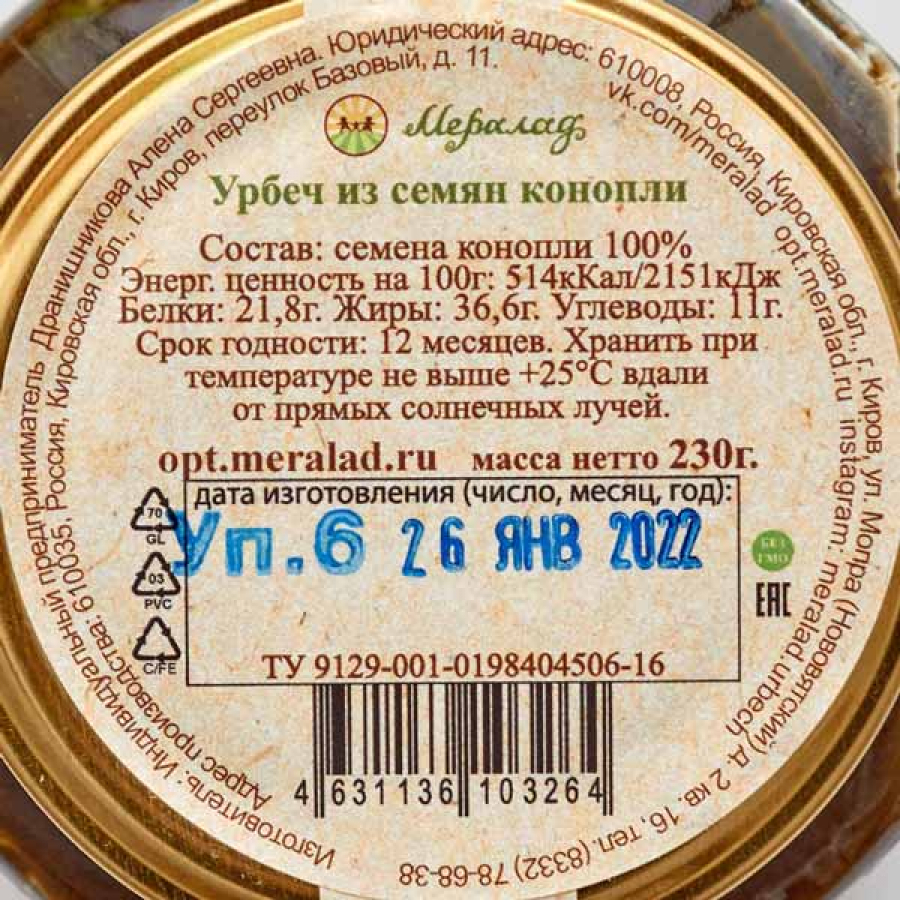 Изготовитель: Индивидуальный предприниматель Дранишникова Алена Сергеевна. Юридический адрес: 610008, Россия, Кировская обл., г. Киров, ул. Мопра (Нововятский) д. 2 кв. 16, тел. (8332) 78-68-38
Адрес производства: 610035, Россия, Кировская обл., г. Киров, переулок Базовый, д. 11.
vk.com/meralad opt.meralad.ru instagram: meralad.urbech
Мералад
Урбеч из семян конопли
Состав: семена конопли 100%
Энерг. ценность на 100г: 514кКал/2151кДж
Белки: 21,8г. Жиры: 36,6г. Углеводы: 11г.
Срок годности: 12 месяцев. Хранить при
температуре не выше +25°С вдали
от прямых солнечных лучей.
opt.meralad.ru масса нетто 230г.
дата изготовления (число, месяц, год):
Уп.6 26 ЯНВ 2022
70
GL
03
PVC
C/FE
БЕЗ
ГМО
EAC
ТУ 9129-001-0198404506-16
4 631136 103264